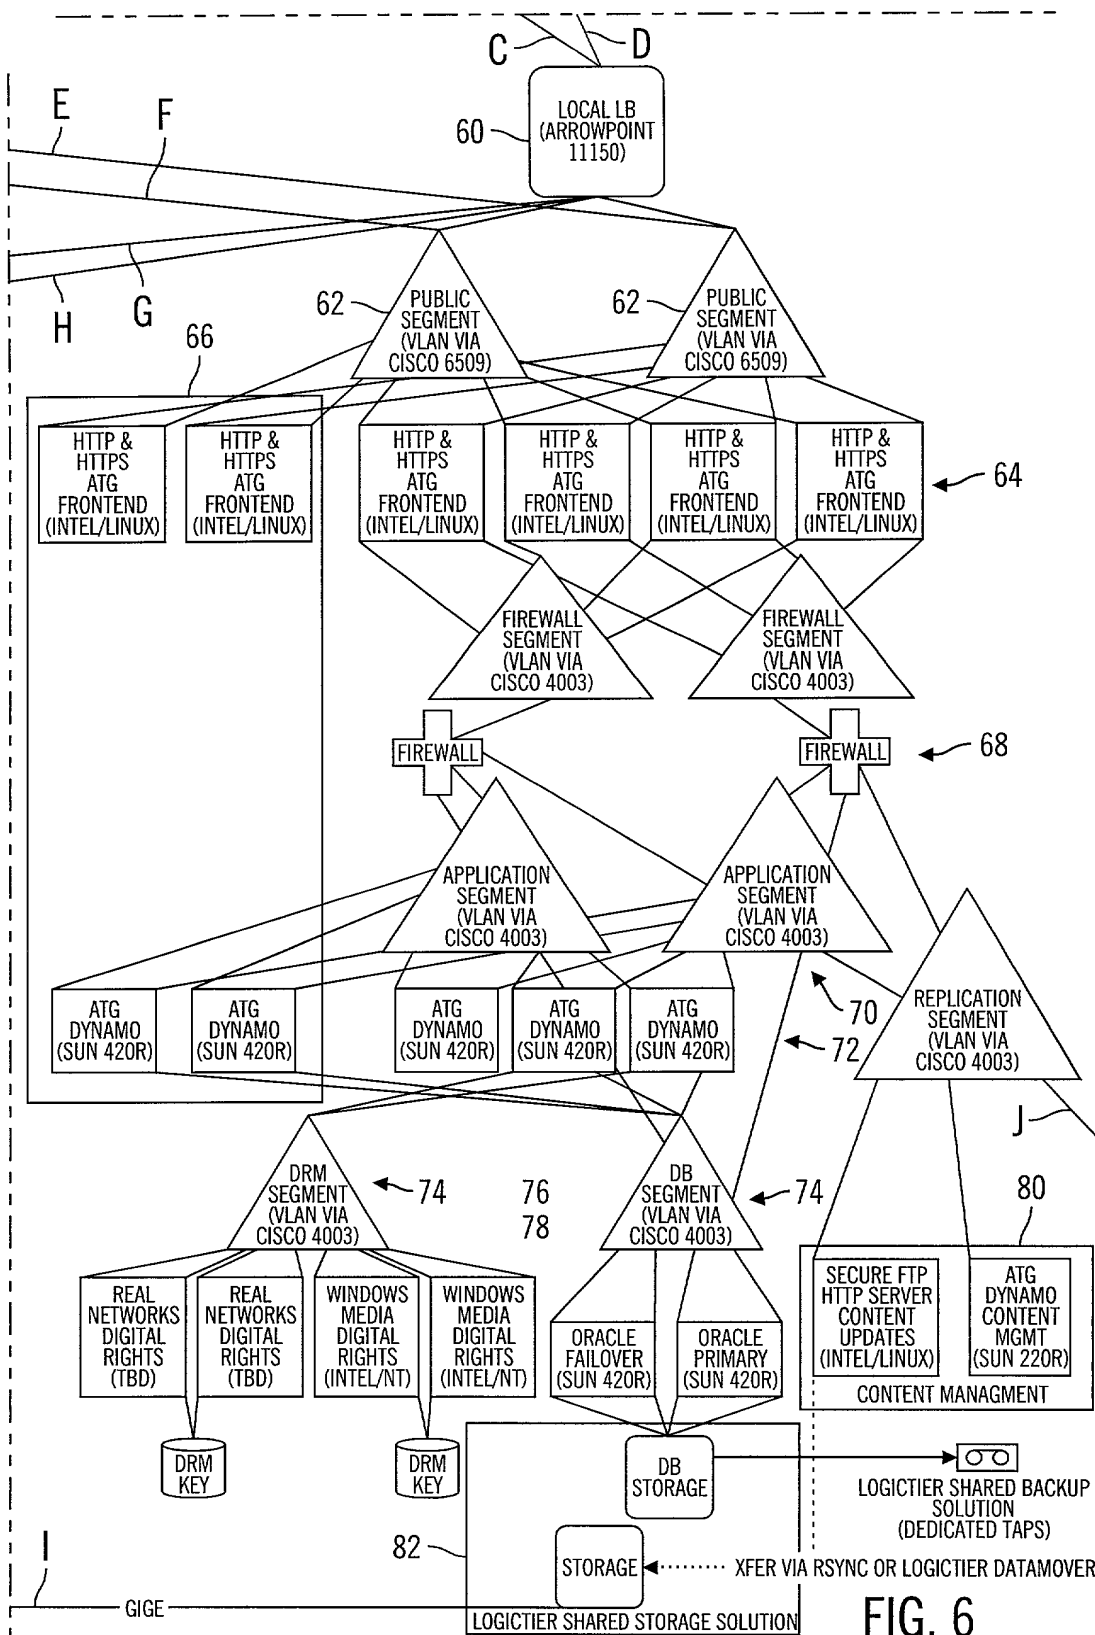 C
D
E
F
60
LOCAL LB
(ARROWPOINT
11150)
G
H
62
PUBLIC
SEGMENT
(VLAN VIA
CISCO 6509)
62
PUBLIC
SEGMENT
(VLAN VIA
CISCO 6509)
66
HTTP &
HTTPS
ATG
FRONTEND
(INTEL/LINUX)
HTTP &
HTTPS
ATG
FRONTEND
(INTEL/LINUX)
HTTP &
HTTPS
ATG
FRONTEND
(INTEL/LINUX)
HTTP &
HTTPS
ATG
FRONTEND
(INTEL/LINUX)
HTTP &
HTTPS
ATG
FRONTEND
(INTEL/LINUX)
HTTP &
HTTPS
ATG
FRONTEND
(INTEL/LINUX)
64
FIREWALL
SEGMENT
(VLAN VIA
CISCO 4003)
FIREWALL
SEGMENT
(VLAN VIA
CISCO 4003)
FIREWALL
FIREWALL
68
APPLICATION
SEGMENT
(VLAN VIA
CISCO 4003)
APPLICATION
SEGMENT
(VLAN VIA
CISCO 4003)
ATG
DYNAMO
(SUN 420R)
ATG
DYNAMO
(SUN 420R)
ATG
DYNAMO
(SUN 420R)
ATG
DYNAMO
(SUN 420R)
ATG
DYNAMO
(SUN 420R)
70
72
REPLICATION
SEGMENT
(VLAN VIA
CISCO 4003)
J
DRM
SEGMENT
(VLAN VIA
CISCO 4003)
74
76
78
DB
SEGMENT
(VLAN VIA
CISCO 4003)
74
80
REAL
NETWORKS
DIGITAL
RIGHTS
(TBD)
REAL
NETWORKS
DIGITAL
RIGHTS
(TBD)
WINDOWS
MEDIA
DIGITAL
RIGHTS
(INTEL/NT)
WINDOWS
MEDIA
DIGITAL
RIGHTS
(INTEL/NT)
ORACLE
FAILOVER
(SUN 420R)
ORACLE
PRIMARY
(SUN 420R)
SECURE FTP
HTTP SERVER
CONTENT
UPDATES
(INTEL/LINUX)
ATG
DYNAMO
CONTENT
MGMT
(SUN 220R)
CONTENT MANAGMENT
DRM
KEY
DRM
KEY
DB
STORAGE
LOGICTIER SHARED BACKUP
SOLUTION
(DEDICATED TAPS)
82
STORAGE
XFER VIA RSYNC OR LOGICTIER DATAMOVER
I
GIGE
LOGICTIER SHARED STORAGE SOLUTION
FIG. 6